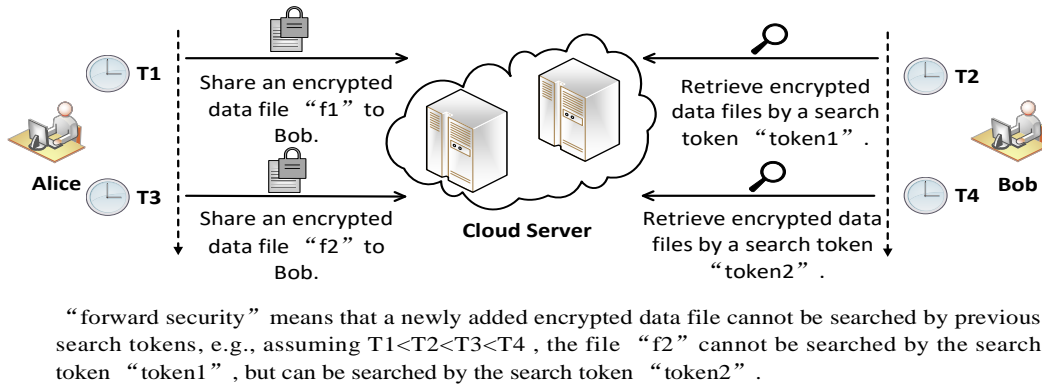 T1
Share an encrypted
data file “f1” to
Bob.
Alice
T3
Share an encrypted
data file “f2” to
Bob.
Cloud Server
T2
Retrieve encrypted
data files by a search
token “token1”.
Bob
T4
Retrieve encrypted data
files by a search token
“token2”.
“forward security” means that a newly added encrypted data file cannot be searched by previous
search tokens, e.g., assuming T1<T2<T3<T4 , the file “f2” cannot be searched by the search
token “token1”, but can be searched by the search token “token2”.